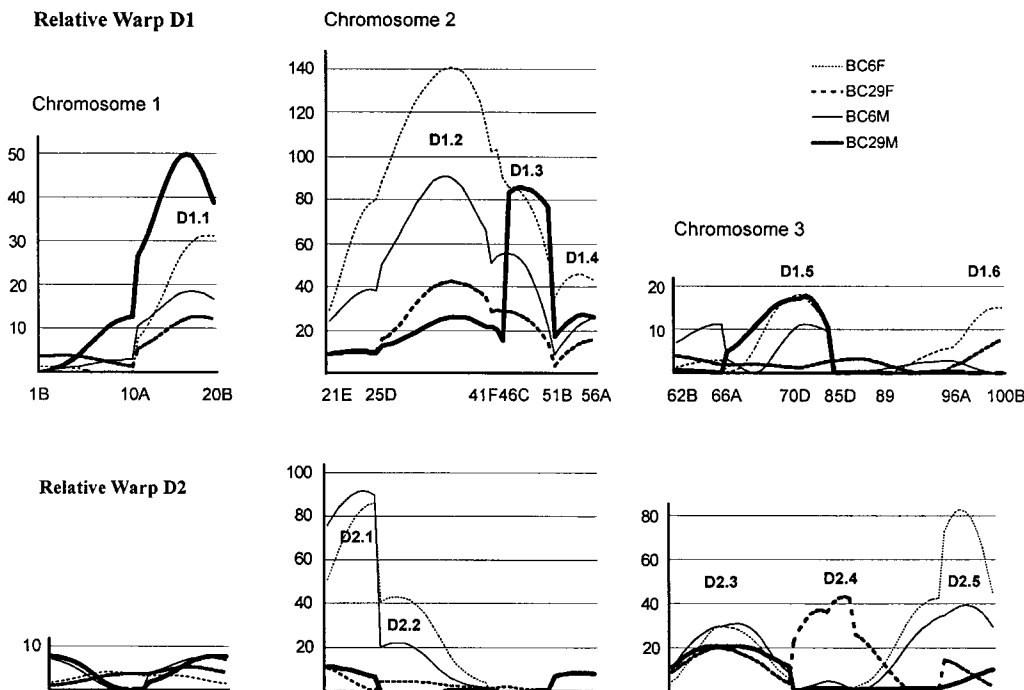 Relative Warp D1
Chromosome 2
BC6F
BC29F
BC6M
BC29M
Chromosome 1
50
40
30
20
10
D1.1
1B 10A 20B
140
120
100
80
60
40
20
D1.2
D1.3
D1.4
21E 25D 41F 46C 51B 56A
Chromosome 3
20
10
D1.5
D1.6
62B 66A 70D 85D 89 96A 100B
Relative Warp D2
10
100
80
60
40
20
D2.1
D2.2
80
60
40
20
D2.3
D2.4
D2.5